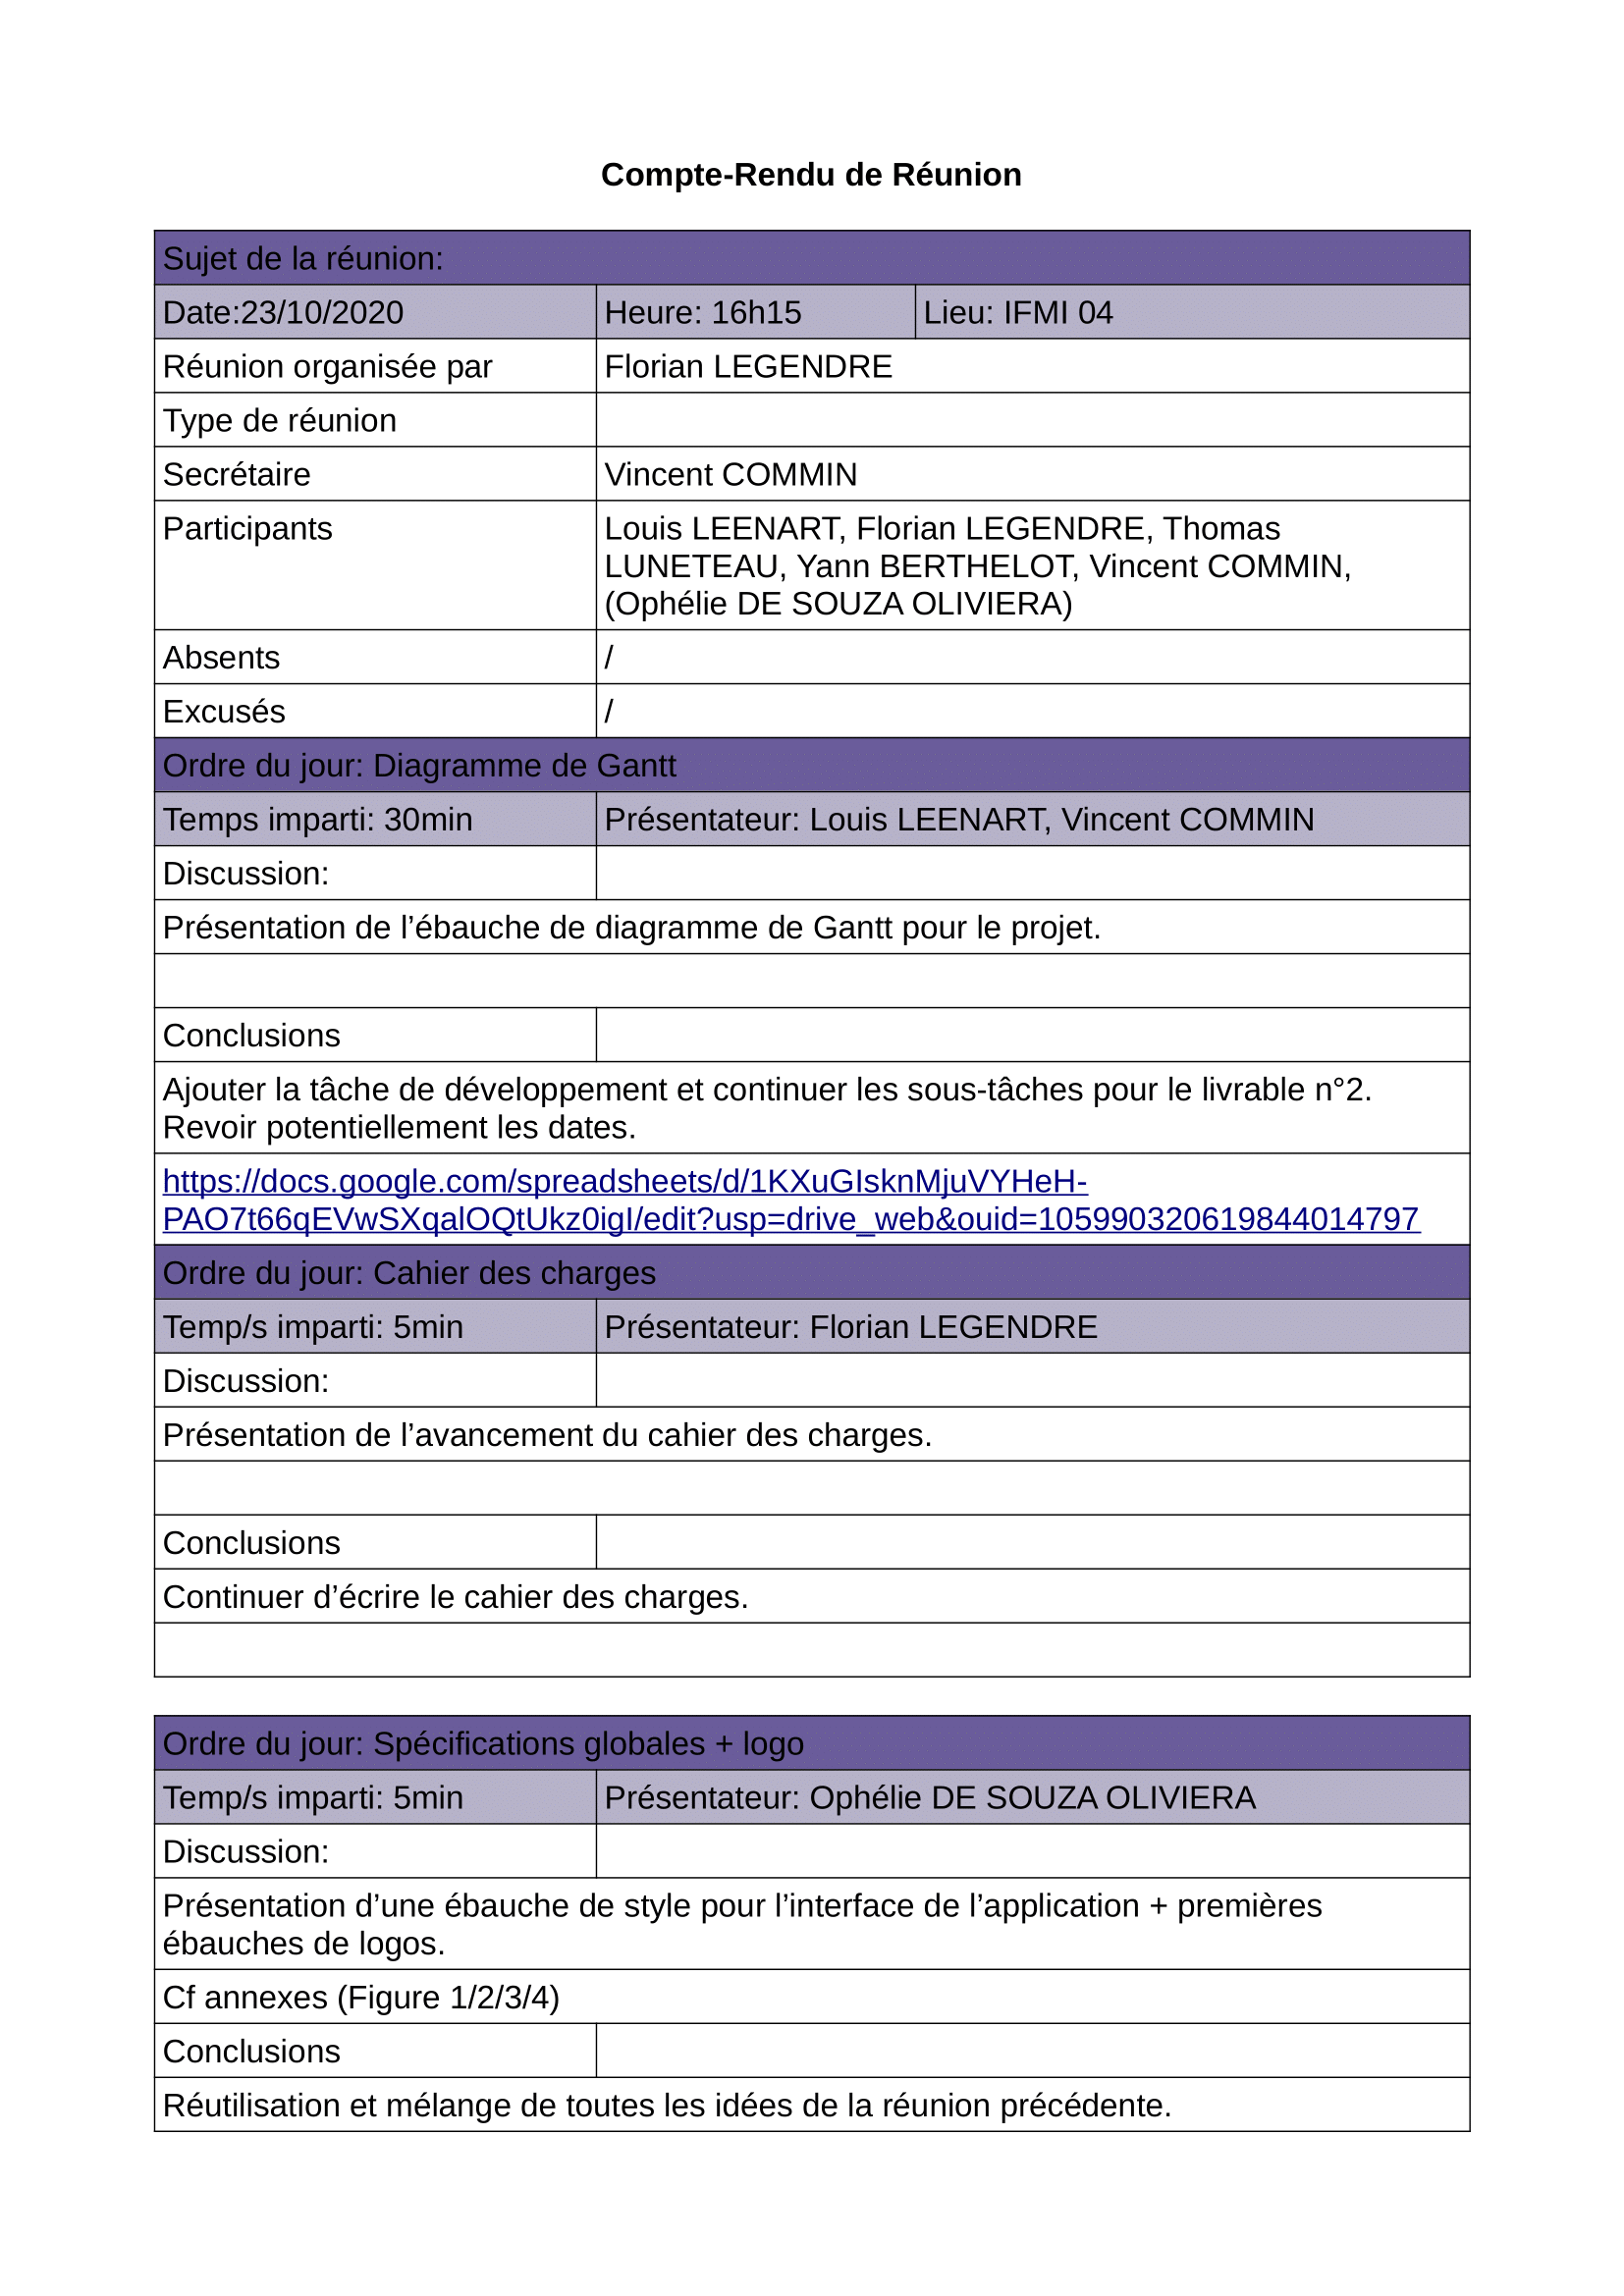 Compte-Rendu de Réunion
Sujet de la réunion:
Date:23/10/2020 Heure: 16h15 Lieu: IFMI 04
Réunion organisée par Florian LEGENDRE
Type de réunion
Secrétaire Vincent COMMIN
Participants Louis LEENART, Florian LEGENDRE, Thomas
LUNETEAU, Yann BERTHELOT, Vincent COMMIN,
(Ophélie DE SOUZA OLIVIERA)
Absents /
Excusés /
Ordre du jour: Diagramme de Gantt
Temps imparti: 30min Présentateur: Louis LEENART, Vincent COMMIN
Discussion:
Présentation de l’ébauche de diagramme de Gantt pour le projet.
Conclusions
Ajouter la tâche de développement et continuer les sous-tâches pour le livrable n°2.
Revoir potentiellement les dates.
https://docs.google.com/spreadsheets/d/1KXuGIsknMjuVYHeH-
PAO7t66qEVwSXqalOQtUkz0igI/edit?usp=drive_web&ouid=105990320619844014797
Ordre du jour: Cahier des charges
Temp/s imparti: 5min Présentateur: Florian LEGENDRE
Discussion:
Présentation de l’avancement du cahier des charges.
Conclusions
Continuer d’écrire le cahier des charges.
Ordre du jour: Spécifications globales + logo
Temp/s imparti: 5min Présentateur: Ophélie DE SOUZA OLIVIERA
Discussion:
Présentation d’une ébauche de style pour l’interface de l’application + premières
ébauches de logos.
Cf annexes (Figure 1/2/3/4)
Conclusions
Réutilisation et mélange de toutes les idées de la réunion précédente.